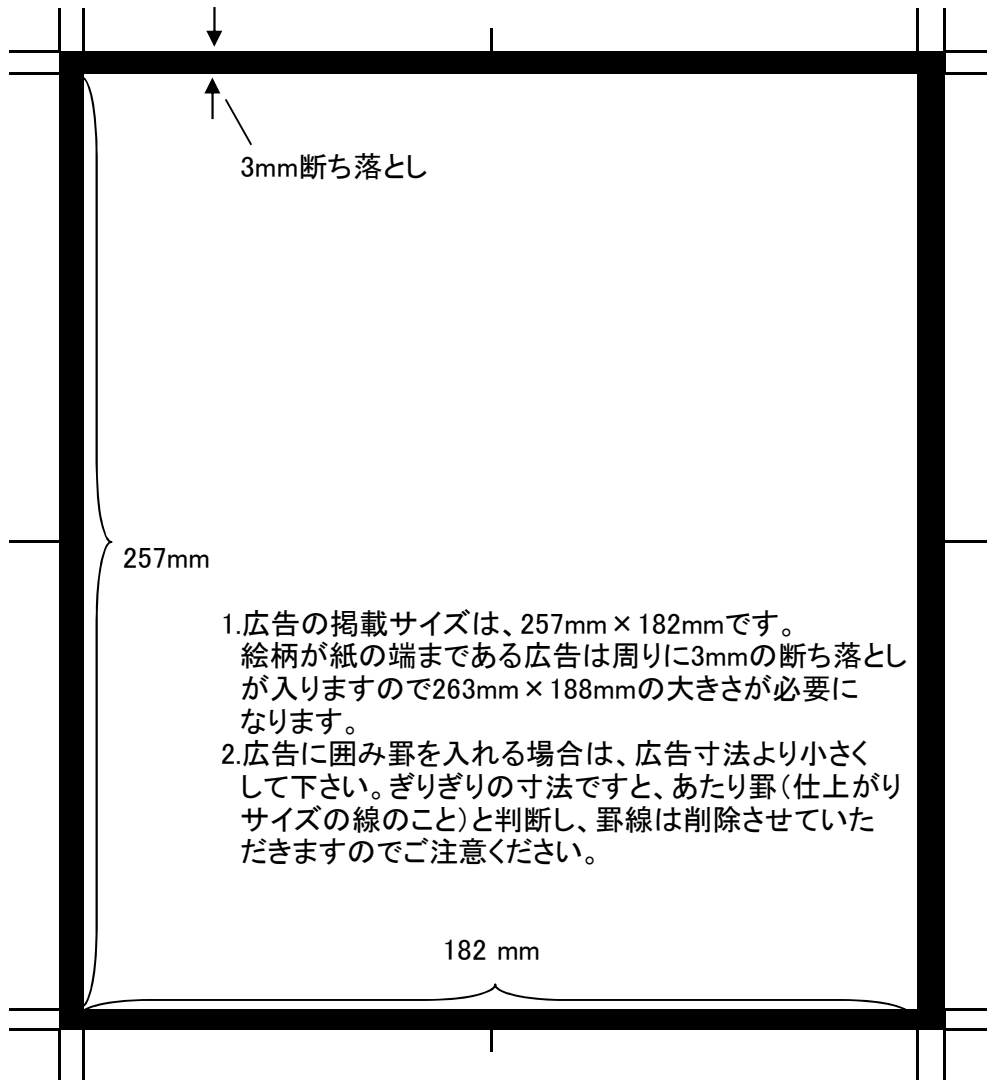 3mm断ち落とし
257mm
1.広告の掲載サイズは、257mm×182mmです。
絵柄が紙の端まである広告は周りに3mmの断ち落とし
が入りますので263mm×188mmの大きさが必要に
なります。
2.広告に囲み罫を入れる場合は、広告寸法より小さく
して下さい。ぎりぎりの寸法ですと、あたり罫(仕上がり
サイズの線のこと)と判断し、罫線は削除させていた
だきますのでご注意ください。
182 mm